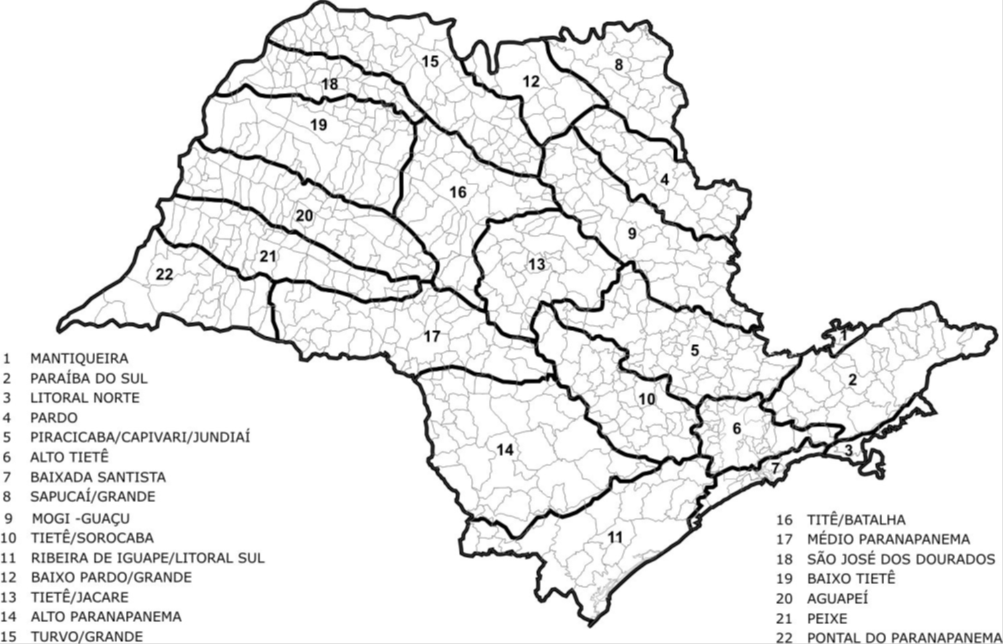 15
8
12
18
19
4
16
20
9
21
13
22
17
1
5
2
10
6
14
3
7
11
1 MANTIQUEIRA
2 PARAÍBA DO SUL
3 LITORAL NORTE
4 PARDO
5 PIRACICABA/CAPIVARI/JUNDIAÍ
6 ALTO TIETÊ
7 BAIXADA SANTISTA
8 SAPUCAÍ/GRANDE
9 MOGI -GUAÇU
10 TIETÊ/SOROCABA
11 RIBEIRA DE IGUAPE/LITORAL SUL
12 BAIXO PARDO/GRANDE
13 TIETÊ/JACARE
14 ALTO PARANAPANEMA
15 TURVO/GRANDE
16 TITÊ/BATALHA
17 MÉDIO PARANAPANEMA
18 SÃO JOSÉ DOS DOURADOS
19 BAIXO TIETÊ
20 AGUAPEÍ
21 PEIXE
22 PONTAL DO PARANAPANEMA